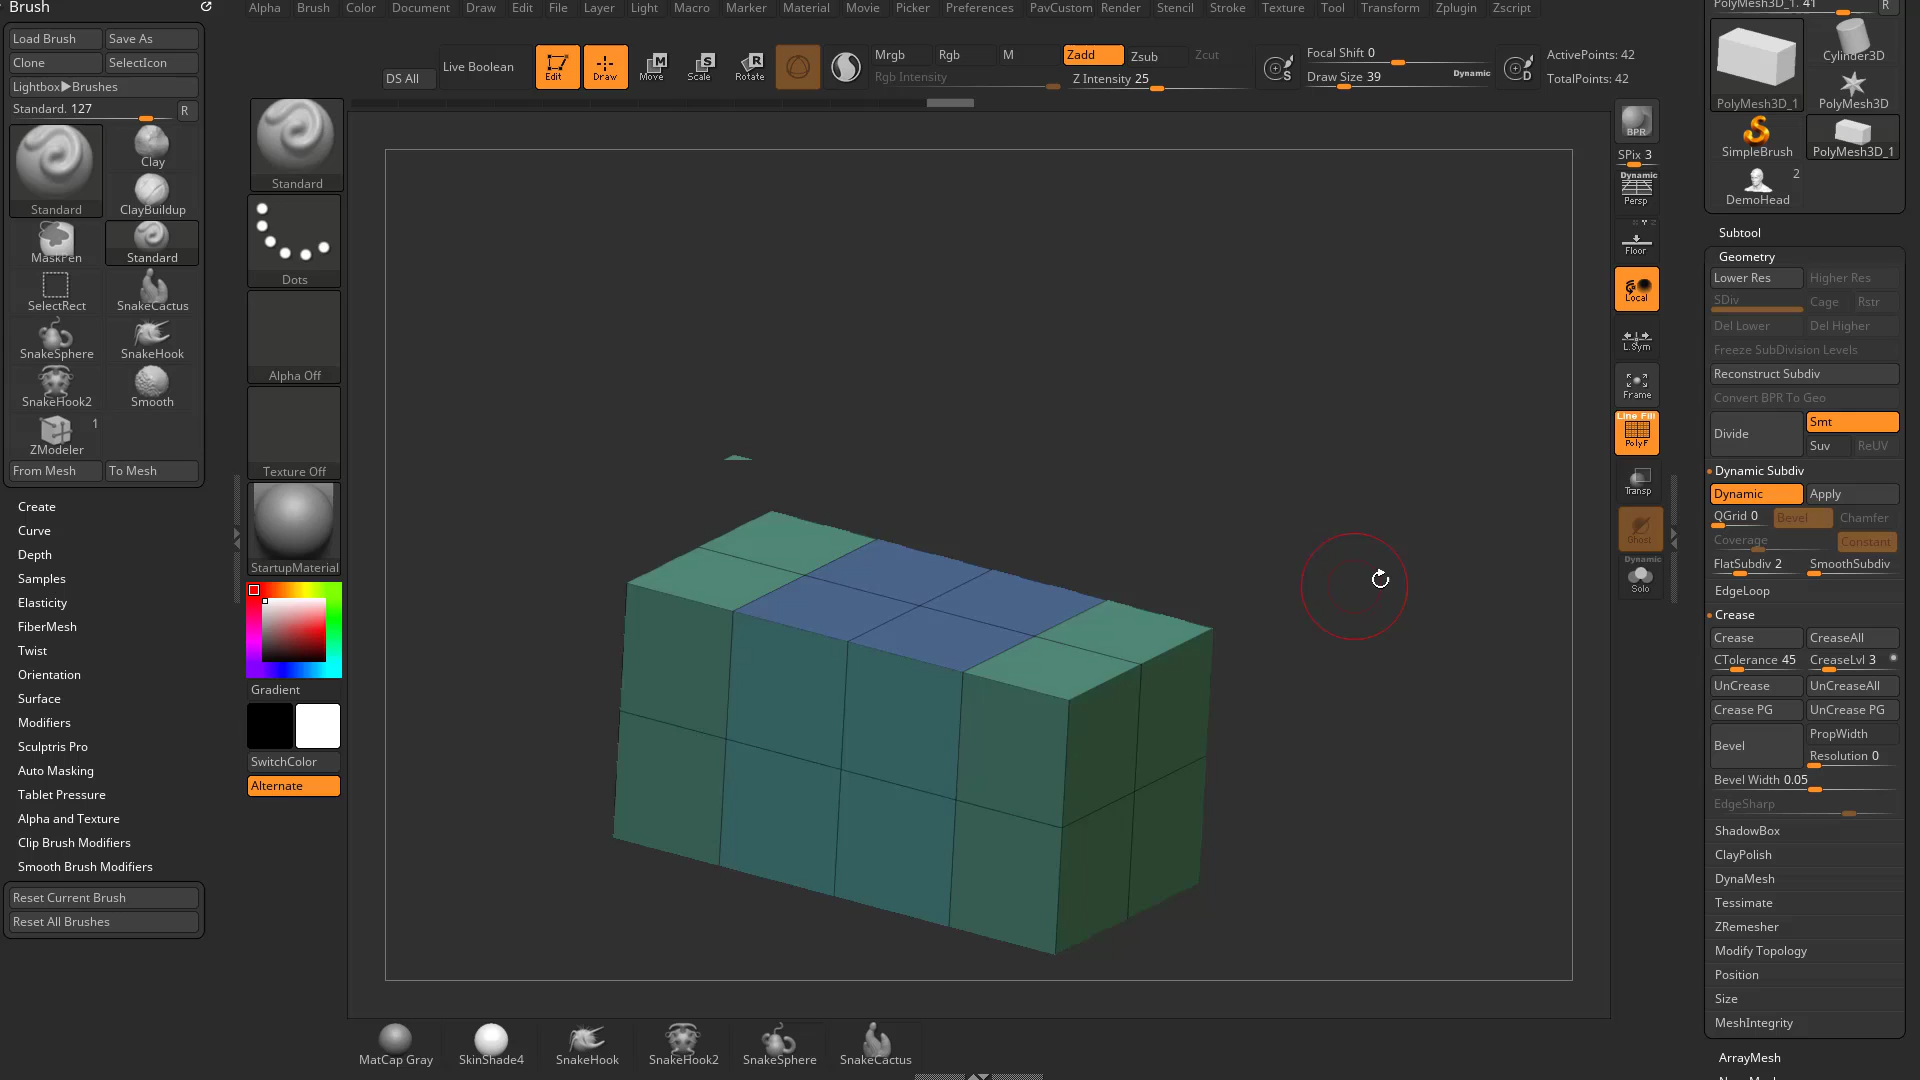 Brush
Alpha Brush Color Document Draw Edit File Layer Light Macro Marker Material Movie Picker Preferences PavCustom Render Stencil Stroke Texture Tool Transform Zplugin Zscript
PolyMesh3D_1. 41 R
Load Brush Save As
Clone SelectIcon
Lightbox▶Brushes
Standard. 127 R
Standard
Clay
ClayBuildup
MaskPen Standard
SelectRect SnakeCactus
SnakeSphere SnakeHook
SnakeHook2 Smooth
1
ZModeler
From Mesh To Mesh
Create
Curve
Depth
Samples
Elasticity
FiberMesh
Twist
Orientation
Surface
Modifiers
Sculptris Pro
Auto Masking
Tablet Pressure
Alpha and Texture
Clip Brush Modifiers
Smooth Brush Modifiers
Reset Current Brush
Reset All Brushes
DS All
Live Boolean
Edit Draw Move Scale Rotate
Mrgb Rgb M Zadd Zsub Zcut
Rgb Intensity Z Intensity 25
S
Focal Shift 0
Draw Size 39 Dynamic
D
ActivePoints: 42
TotalPoints: 42
Standard
Dots
Alpha Off
Texture Off
StartupMaterial
Gradient
SwitchColor
Alternate
BPR
SPix 3
Dynamic
Persp
Floor
Local
L.Sym
Frame
Line Fill
PolyF
Transp
Ghost
Dynamic
Solo
MatCap Gray SkinShade4 SnakeHook SnakeHook2 SnakeSphere SnakeCactus
Cylinder3D
PolyMesh3D_1 PolyMesh3D
SimpleBrush PolyMesh3D_1
2
DemoHead
Subtool
Geometry
Lower Res Higher Res
SDiv Cage Rstr
Del Lower Del Higher
Freeze SubDivision Levels
Reconstruct Subdiv
Convert BPR To Geo
Divide Smt
Suv ReUV
Dynamic Subdiv
Dynamic Apply
QGrid 0 Bevel Chamfer
Coverage Constant
FlatSubdiv 2 SmoothSubdiv
EdgeLoop
Crease
Crease CreaseAll
CTolerance 45 CreaseLvl 3
UnCrease UnCreaseAll
Crease PG UnCrease PG
Bevel PropWidth
Resolution 0
Bevel Width 0.05
EdgeSharp
ShadowBox
ClayPolish
DynaMesh
Tessimate
ZRemesher
Modify Topology
Position
Size
MeshIntegrity
ArrayMesh